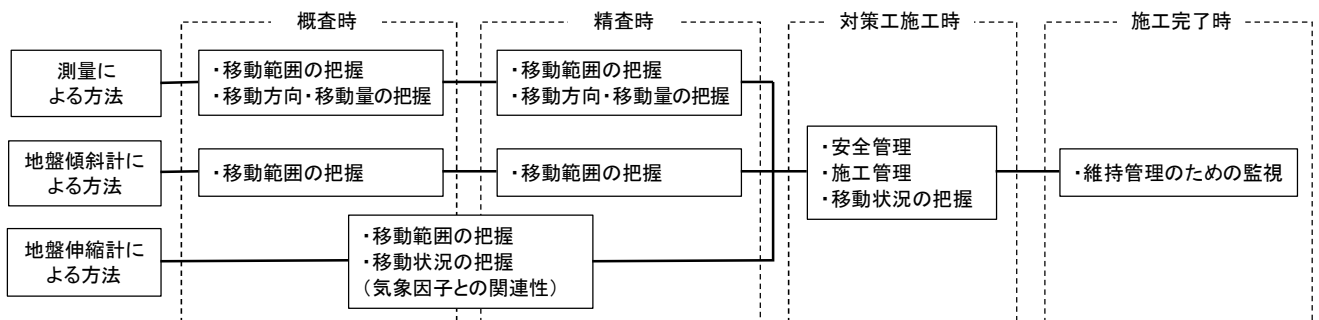 概査時
精査時
対策工施工時
施工完了時
測量に
よる方法
・移動範囲の把握
・移動方向・移動量の把握
・移動範囲の把握
・移動方向・移動量の把握
地盤傾斜計に
よる方法
・移動範囲の把握
・移動範囲の把握
・安全管理
・施工管理
・移動状況の把握
・維持管理のための監視
地盤伸縮計に
よる方法
・移動範囲の把握
・移動状況の把握
（気象因子との関連性）